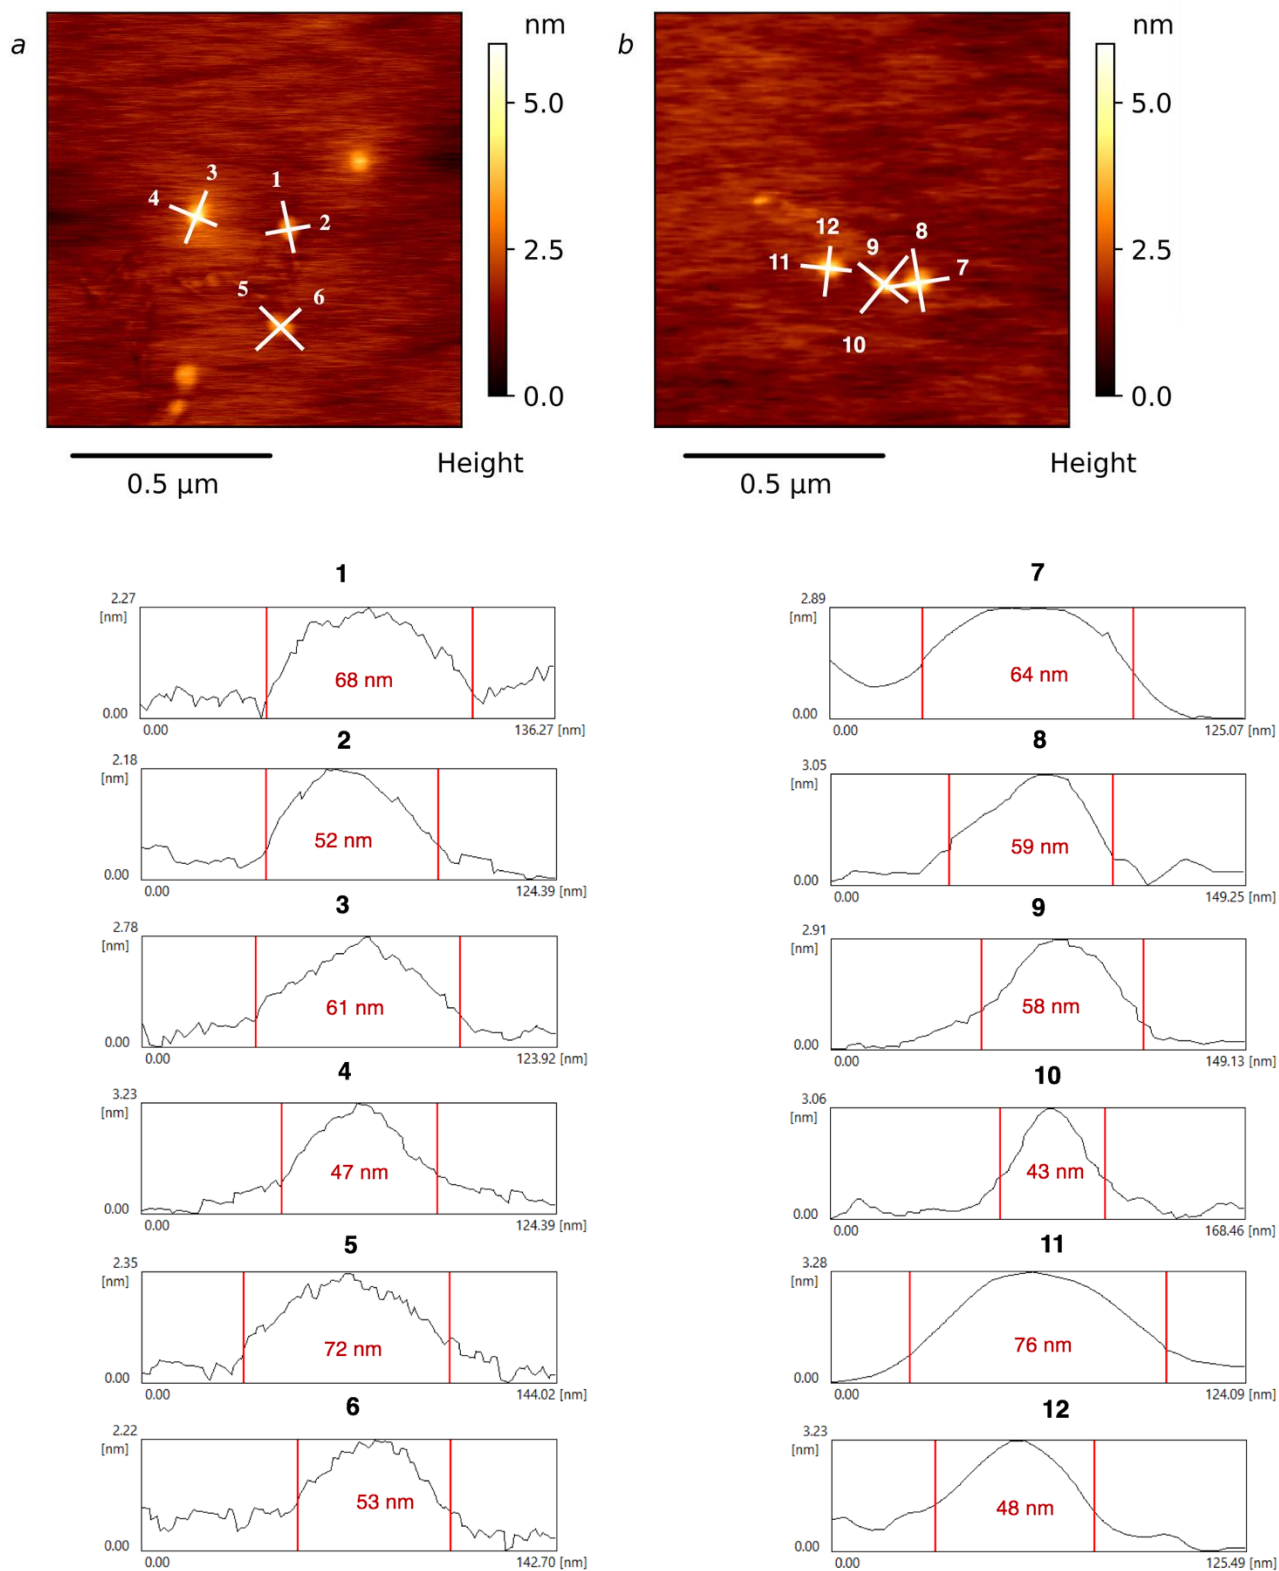 a
nm
5.0
2.5
0.0
3
4
1
2
5
6
0.5 µm
Height
b
nm
5.0
2.5
0.0
12
11
9
8
7
10
0.5 µm
Height
1
2.27
[nm]
68 nm
0.00
0.00
136.27 [nm]
2
2.18
[nm]
52 nm
0.00
0.00
124.39 [nm]
3
2.78
[nm]
61 nm
0.00
0.00
123.92 [nm]
4
3.23
[nm]
47 nm
0.00
0.00
124.39 [nm]
5
2.35
[nm]
72 nm
0.00
0.00
144.02 [nm]
6
2.22
[nm]
53 nm
0.00
0.00
142.70 [nm]
7
2.89
[nm]
64 nm
0.00
0.00
125.07 [nm]
8
3.05
[nm]
59 nm
0.00
0.00
149.25 [nm]
9
2.91
[nm]
58 nm
0.00
0.00
149.13 [nm]
10
3.06
[nm]
43 nm
0.00
0.00
168.46 [nm]
11
3.28
[nm]
76 nm
0.00
0.00
124.09 [nm]
12
3.23
[nm]
48 nm
0.00
0.00
125.49 [nm]